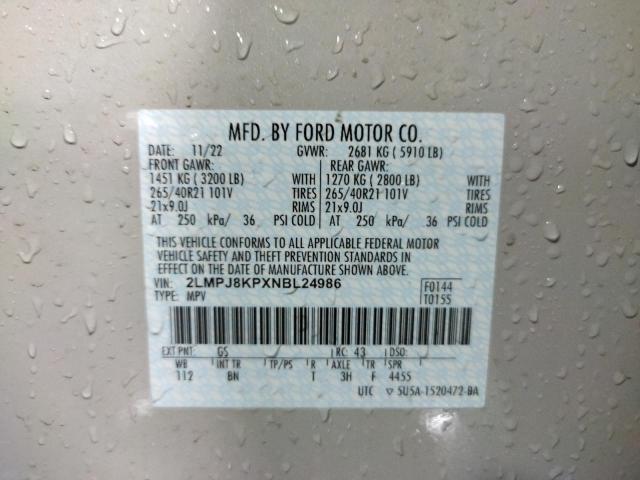 MFD. BY FORD MOTOR CO.
DATE: 11/22 GVWR: 2681 KG ( 5910 LB)
FRONT GAWR: REAR GAWR:
1451 KG ( 3200 LB) WITH 1270 KG ( 2800 LB) WITH
265/40R21 101V TIRES 265/40R21 101V TIRES
21x9.0J RIMS 21x9.0J RIMS
AT 250 kPa/ 36 PSI COLD AT 250 kPa/ 36 PSI COLD
THIS VEHICLE CONFORMS TO ALL APPLICABLE FEDERAL MOTOR
VEHICLE SAFETY AND THEFT PREVENTION STANDARDS IN
EFFECT ON THE DATE OF MANUFACTURE SHOWN ABOVE.
VIN: 2LMPJ8KPXNBL24986 F0144
TYPE: MPV T0155
EXT PNT: GS RC: 43 DSO:
WB INT TR TP/PS R AXLE TR SPR
112 BN T 3H F 4455
UTC ▽ 5U5A-1520472-BA